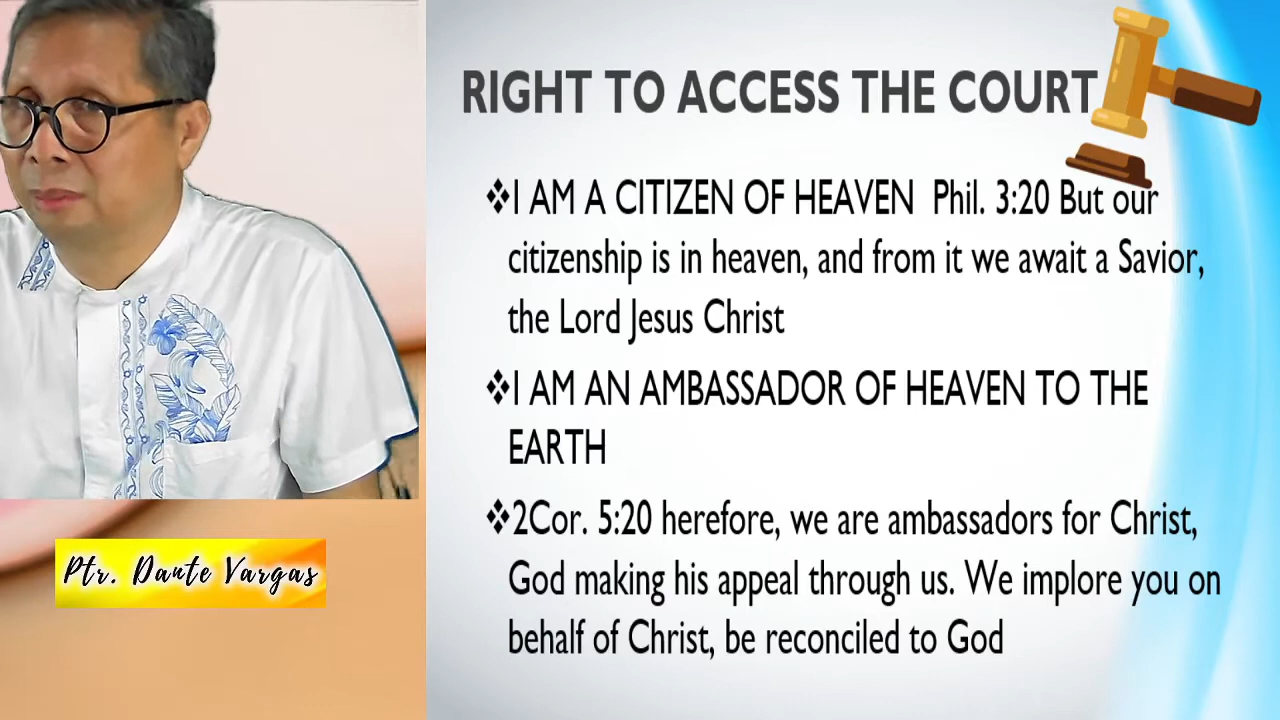 RIGHT TO ACCESS THE COURT
❖I AM A CITIZEN OF HEAVEN Phil. 3:20 But our
citizenship is in heaven, and from it we await a Savior,
the Lord Jesus Christ
❖I AM AN AMBASSADOR OF HEAVEN TO THE
EARTH
❖2Cor. 5:20 herefore, we are ambassadors for Christ,
God making his appeal through us. We implore you on
behalf of Christ, be reconciled to God
Ptr. Dante Vargas